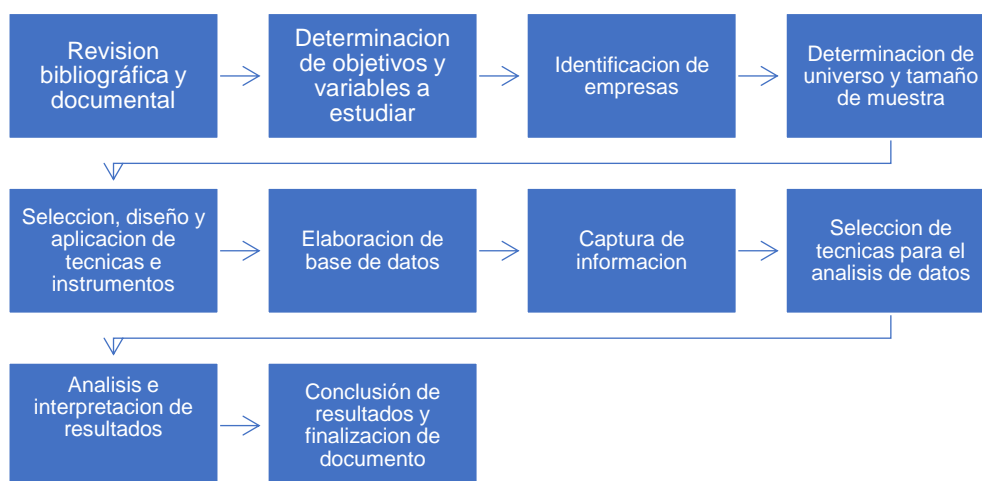 Revision
bibliográfica y
documental
Determinacion
de objetivos y
variables a
estudiar
Identificacion de
empresas
Determinacion de
universo y tamaño
de muestra
Seleccion, diseño y
aplicacion de
tecnicas e
instrumentos
Elaboracion de
base de datos
Captura de
informacion
Seleccion de
tecnicas para el
analisis de datos
Analisis e
interpretacion de
resultados
Conclusión de
resultados y
finalizacion de
documento